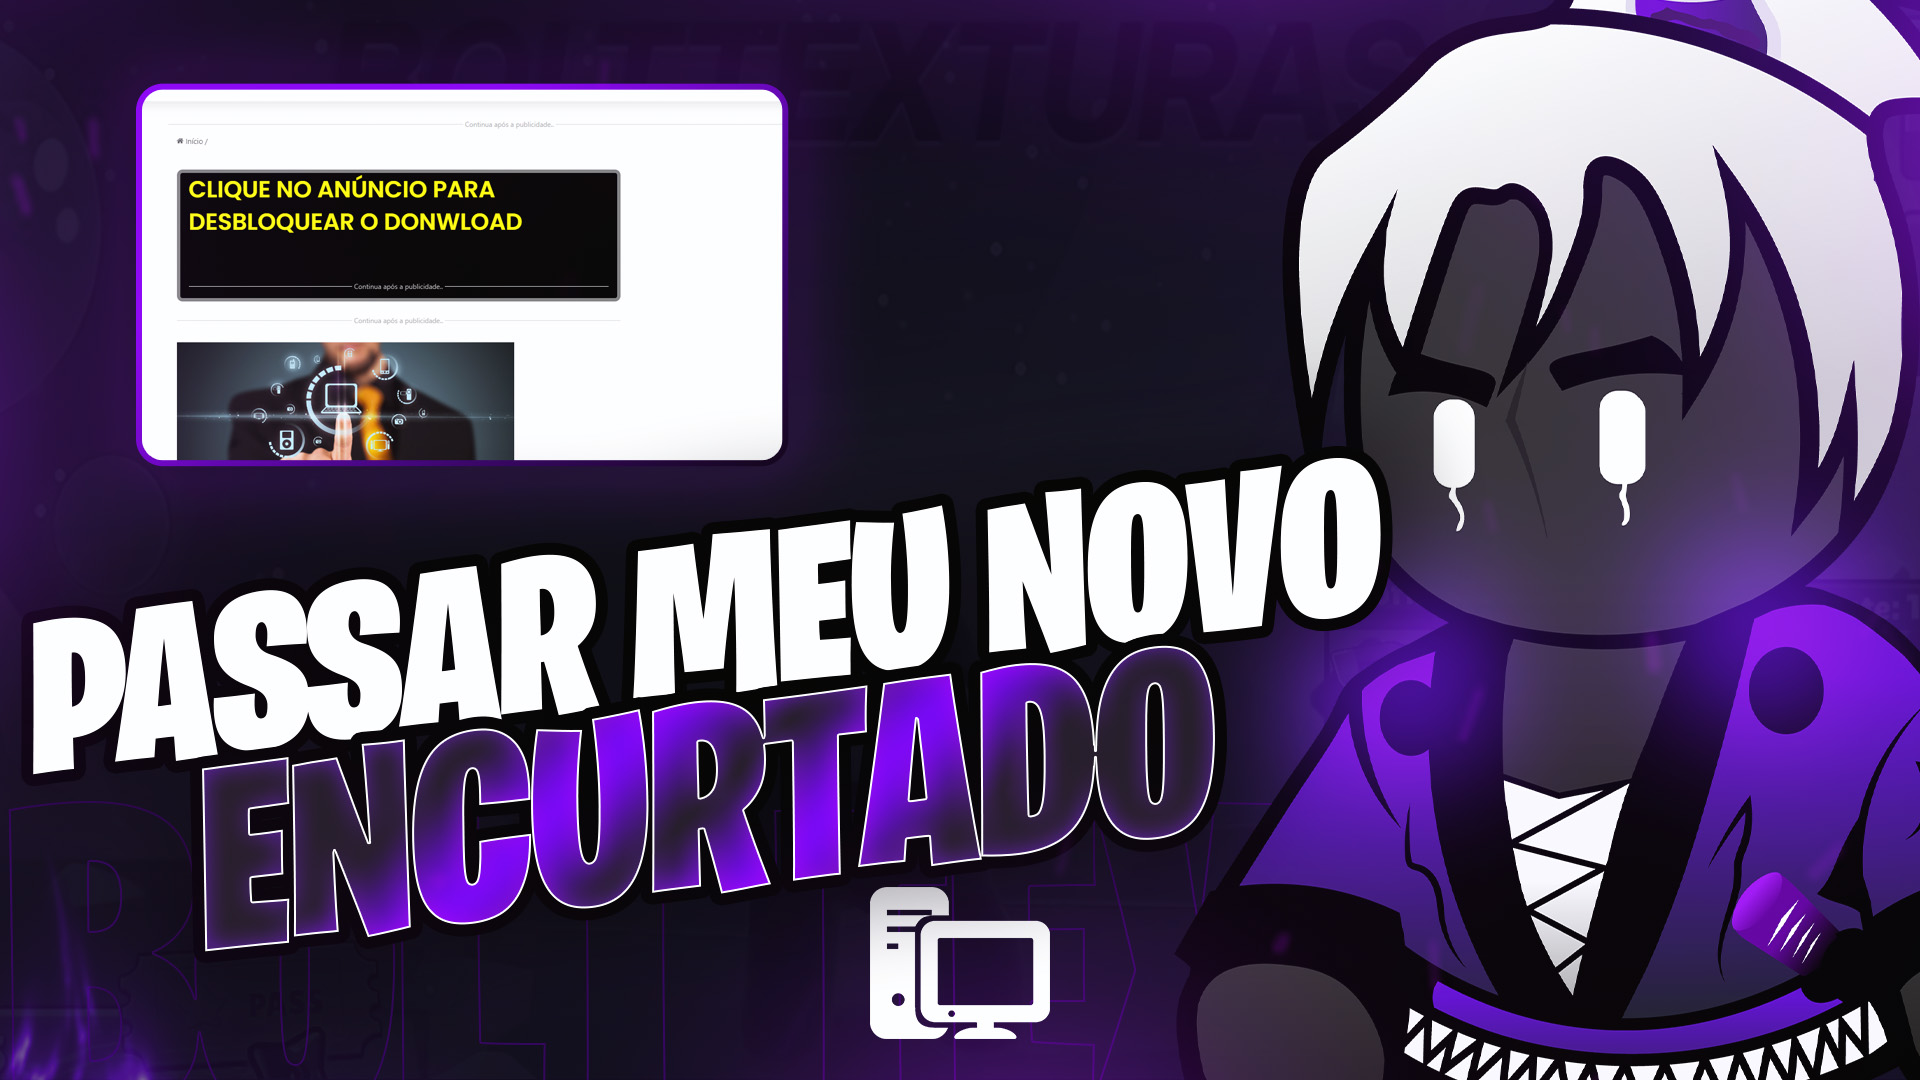 BOLTTEXTURAS
Continua após a publicidade..
Início /
CLIQUE NO ANÚNCIO PARA
DESBLOQUEAR O DONWLOAD
Continua após a publicidade..
Continua após a publicidade..
PASSAR MEU NOVO
ENCURTADO